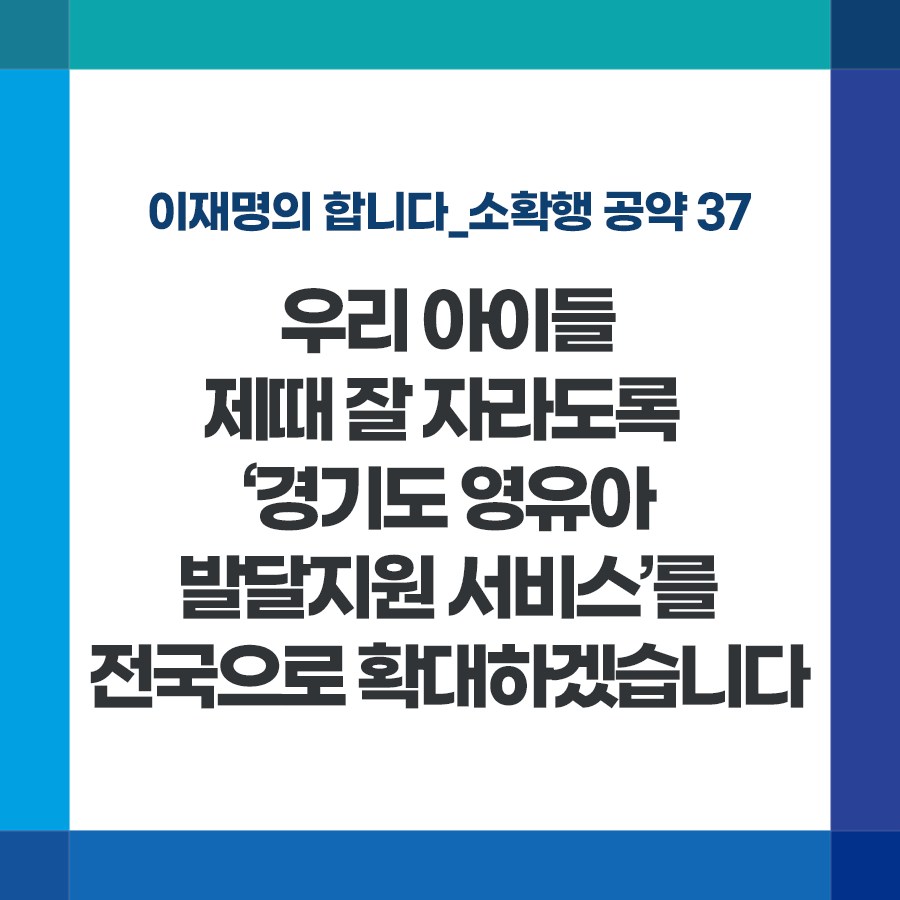 이재명의 합니다_소확행 공약 37
우리 아이들
제때 잘 자라도록
‘경기도 영유아
발달지원 서비스’를
전국으로 확대하겠습니다